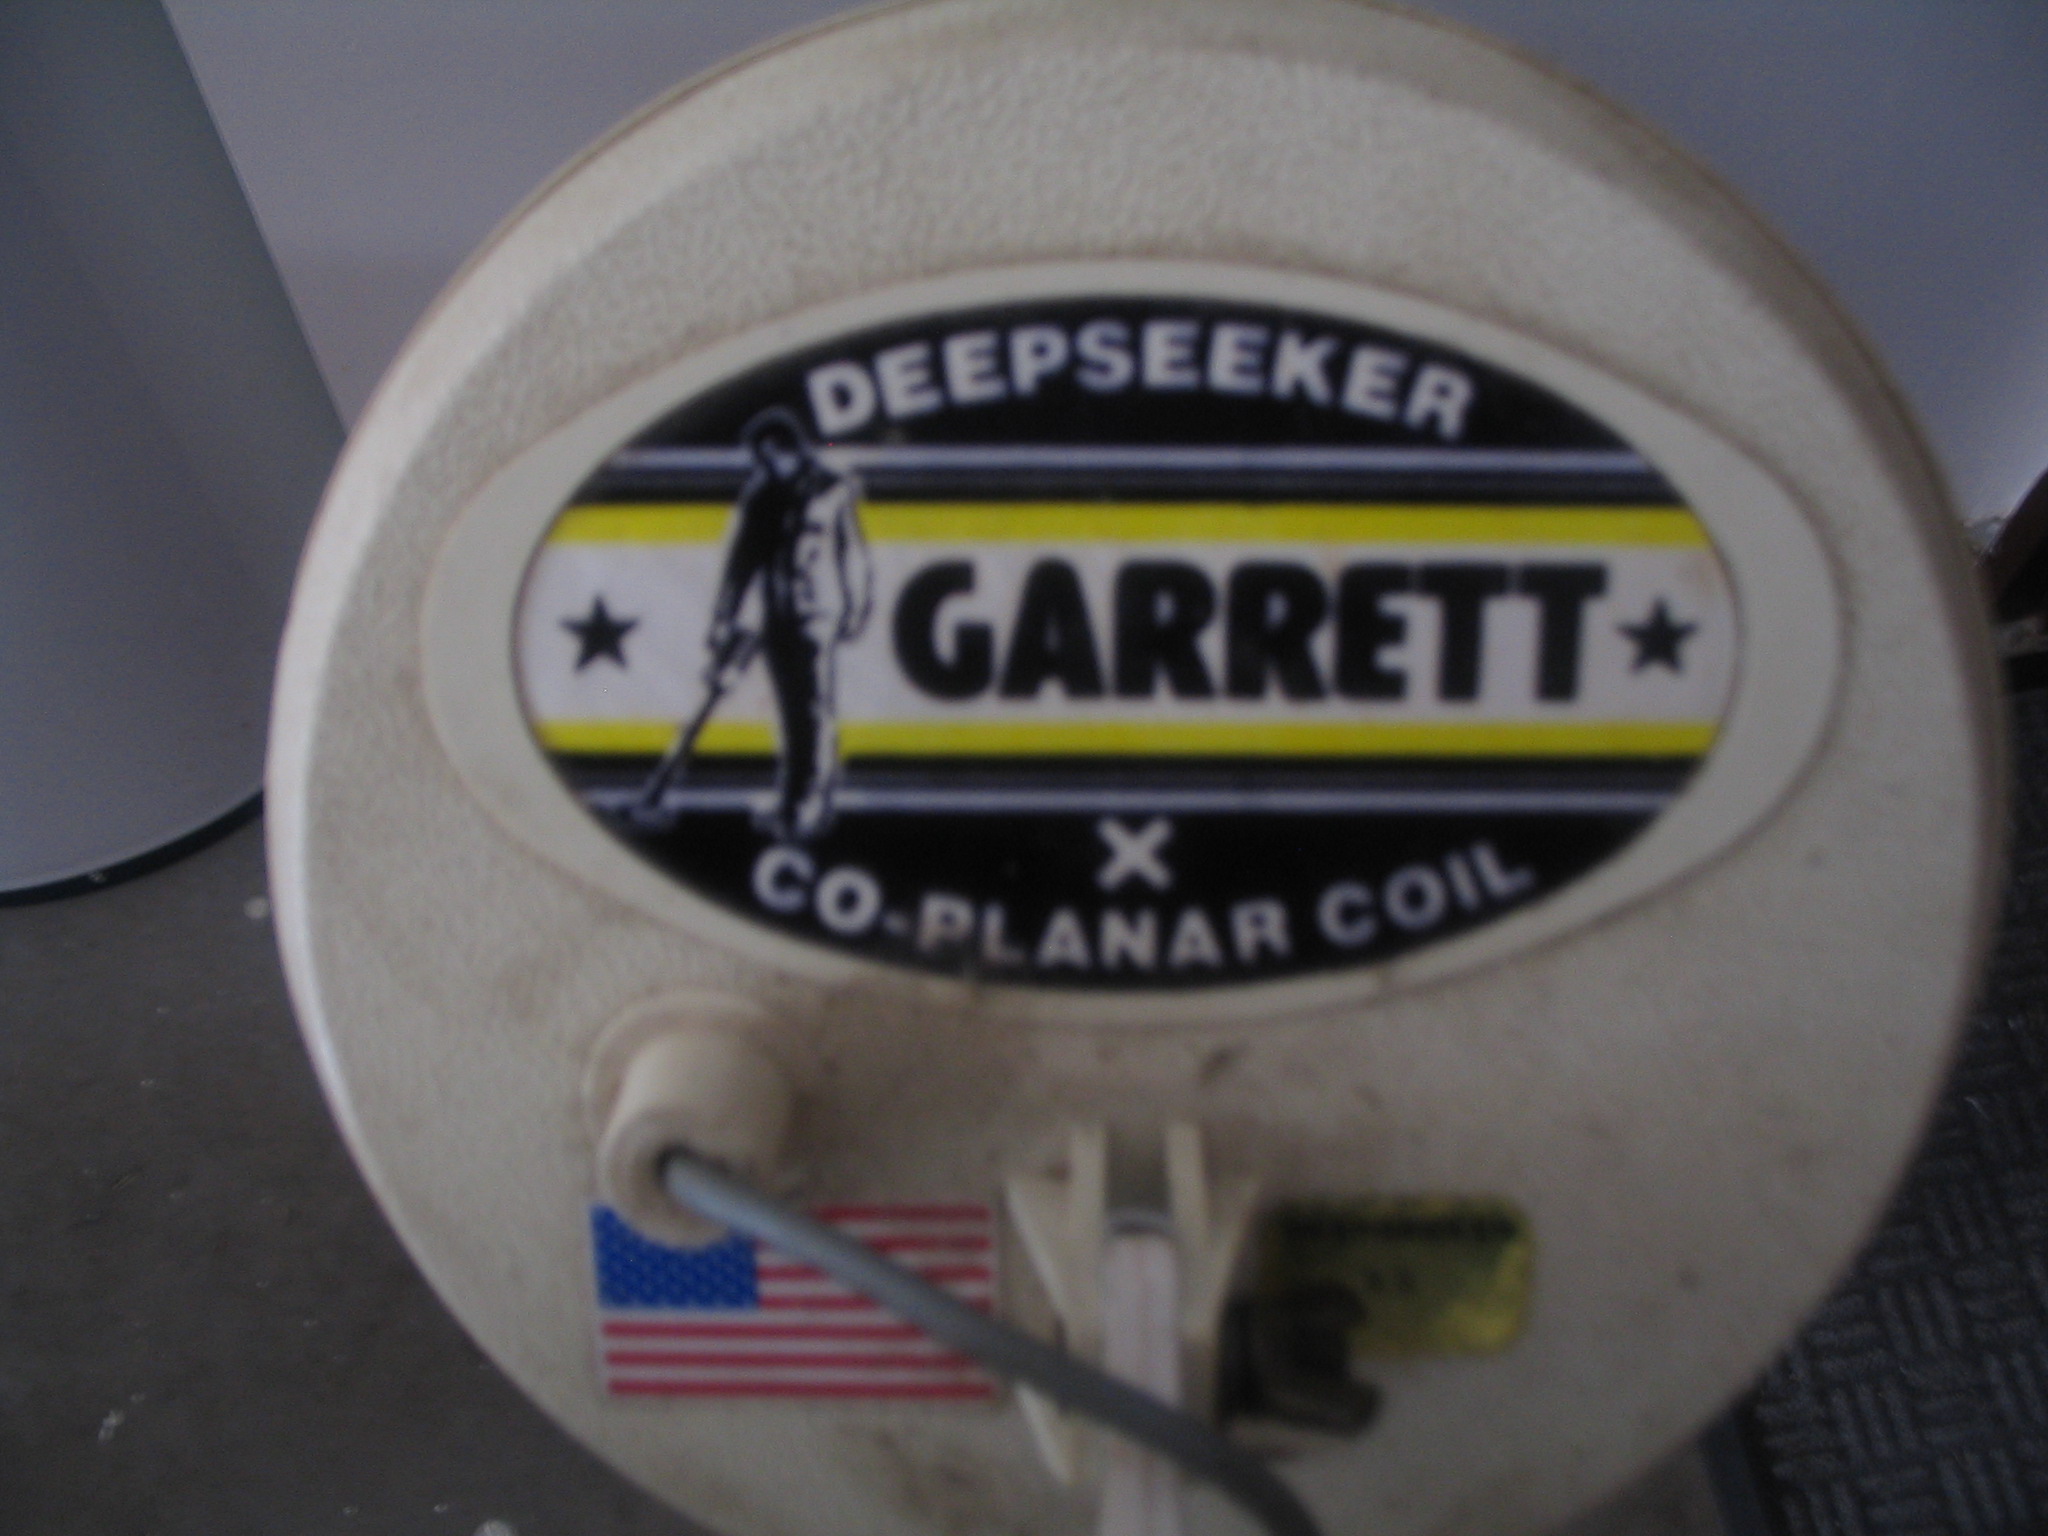 DEEPSEEKER
GARRETT
X
CO-PLANAR COIL